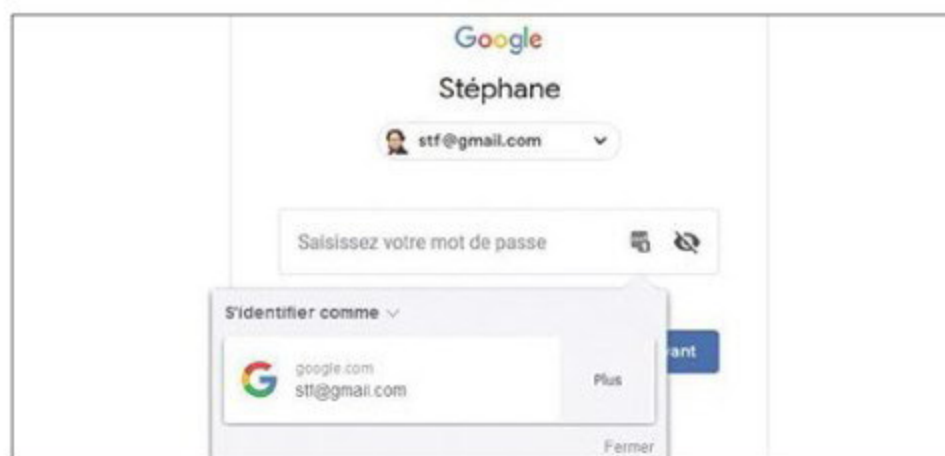 Google
Stéphane
stf@gmail.com
Saisissez votre mot de passe
S'identifier comme
vant
google.com
stf@gmail.com
Plus
Fermer